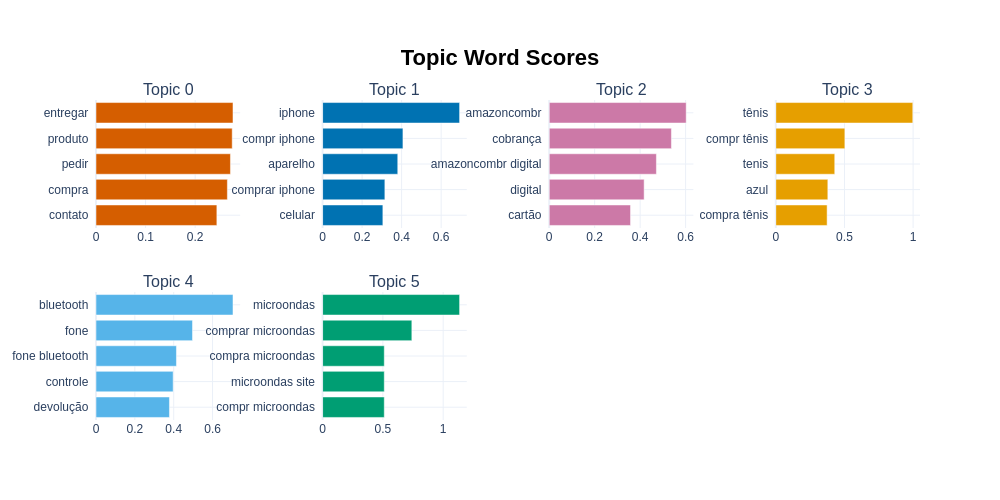 Topic Word Scores
Topic 0
entregar
produto
pedir
compra
contato
0 0.1 0.2
Topic 1
iphone
compr iphone
aparelho
comprar iphone
celular
0 0.2 0.4 0.6
Topic 2
amazoncombr
cobrança
amazoncombr digital
digital
cartão
0 0.2 0.4 0.6
Topic 3
tênis
compr tênis
tenis
azul
compra tênis
0 0.5 1
Topic 4
bluetooth
fone
fone bluetooth
controle
devolução
0 0.2 0.4 0.6
Topic 5
microondas
comprar microondas
compra microondas
microondas site
compr microondas
0 0.5 1